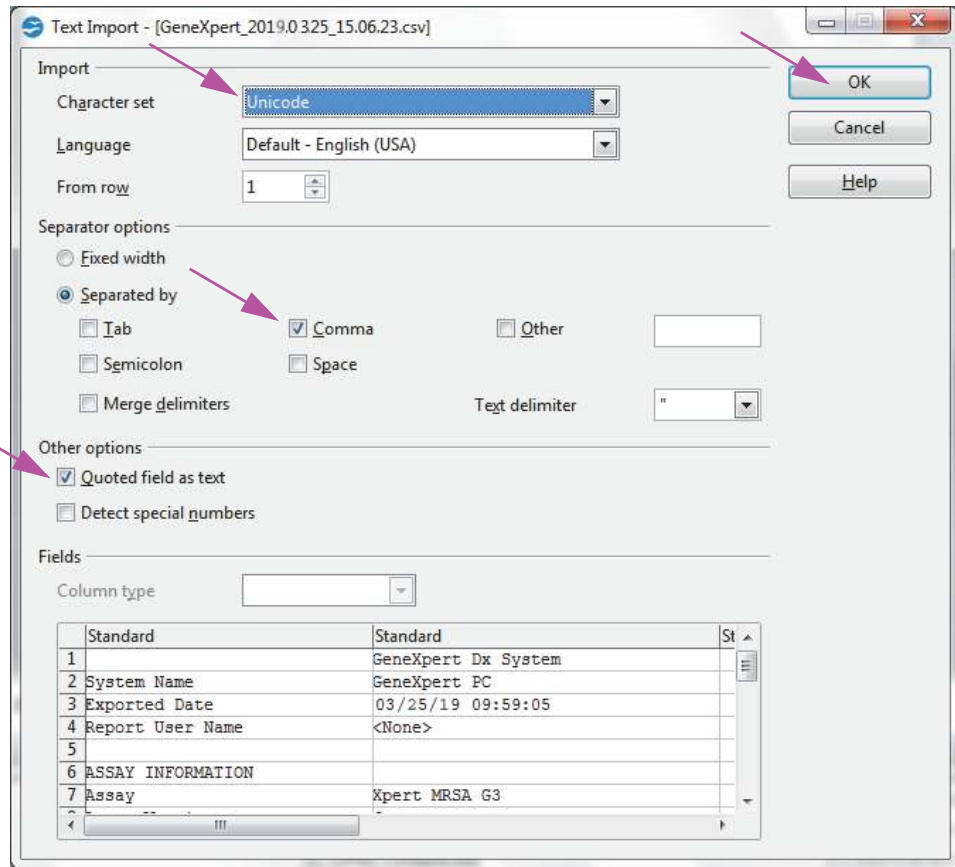 Text Import - [GeneXpert_2019.0325_15.06.23.csv]
Import
OK
Character set Unicode
Cancel
Language Default - English (USA)
From row 1
Help
Separator options
Fixed width
Separated by
Tab Comma Other
Semicolon Space
Merge delimiters Text delimiter "
Other options
Quoted field as text
Detect special numbers
Fields
Column type
Standard Standard St
1 GeneXpert Dx System
2 System Name GeneXpert PC
3 Exported Date 03/25/19 09:59:05
4 Report User Name <None>
5
6 ASSAY INFORMATION
7 Assay Xpert MRSA G3